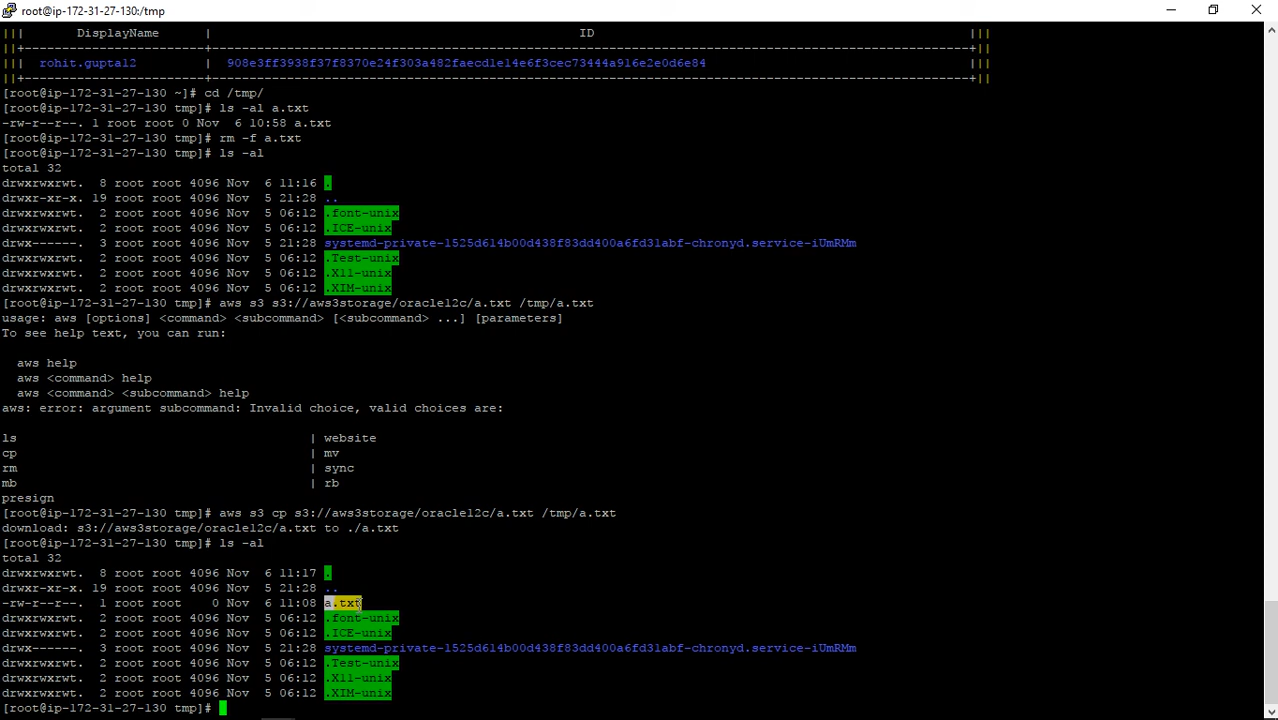 root@ip-172-31-27-130:/tmp
||| DisplayName | ID |||
||+------------------------+----------------------------------------------------------------------------------------------------+||
||| rohit.gupta12 | 908e3ff3938f37f8370e24f303a482faecd1e14e6f3cec73444a916e2e0d6e84 |||
||+------------------------+----------------------------------------------------------------------------------------------------+||
[root@ip-172-31-27-130 ~]# cd /tmp/
[root@ip-172-31-27-130 tmp]# ls -al a.txt
-rw-r--r--. 1 root root 0 Nov  6 10:58 a.txt
[root@ip-172-31-27-130 tmp]# rm -f a.txt
[root@ip-172-31-27-130 tmp]# ls -al
total 32
drwxrwxrwt.  8 root root 4096 Nov  6 11:16 .
drwxr-xr-x. 19 root root 4096 Nov  5 21:28 ..
drwxrwxrwt.  2 root root 4096 Nov  5 06:12 .font-unix
drwxrwxrwt.  2 root root 4096 Nov  5 06:12 .ICE-unix
drwx------.  3 root root 4096 Nov  5 21:28 systemd-private-1525d614b00d438f83dd400a6fd31abf-chronyd.service-iUmRMm
drwxrwxrwt.  2 root root 4096 Nov  5 06:12 .Test-unix
drwxrwxrwt.  2 root root 4096 Nov  5 06:12 .X11-unix
drwxrwxrwt.  2 root root 4096 Nov  5 06:12 .XIM-unix
[root@ip-172-31-27-130 tmp]# aws s3 s3://aws3storage/oracle12c/a.txt /tmp/a.txt
usage: aws [options] <command> <subcommand> [<subcommand> ...] [parameters]
To see help text, you can run:
  aws help
  aws <command> help
  aws <command> <subcommand> help
aws: error: argument subcommand: Invalid choice, valid choices are:
ls                                       | website
cp                                       | mv
rm                                       | sync
mb                                       | rb
presign
[root@ip-172-31-27-130 tmp]# aws s3 cp s3://aws3storage/oracle12c/a.txt /tmp/a.txt
download: s3://aws3storage/oracle12c/a.txt to ./a.txt
[root@ip-172-31-27-130 tmp]# ls -al
total 32
drwxrwxrwt.  8 root root 4096 Nov  6 11:17 .
drwxr-xr-x. 19 root root 4096 Nov  5 21:28 ..
-rw-r--r--.  1 root root    0 Nov  6 11:08 a.txt
drwxrwxrwt.  2 root root 4096 Nov  5 06:12 .font-unix
drwxrwxrwt.  2 root root 4096 Nov  5 06:12 .ICE-unix
drwx------.  3 root root 4096 Nov  5 21:28 systemd-private-1525d614b00d438f83dd400a6fd31abf-chronyd.service-iUmRMm
drwxrwxrwt.  2 root root 4096 Nov  5 06:12 .Test-unix
drwxrwxrwt.  2 root root 4096 Nov  5 06:12 .X11-unix
drwxrwxrwt.  2 root root 4096 Nov  5 06:12 .XIM-unix
[root@ip-172-31-27-130 tmp]#